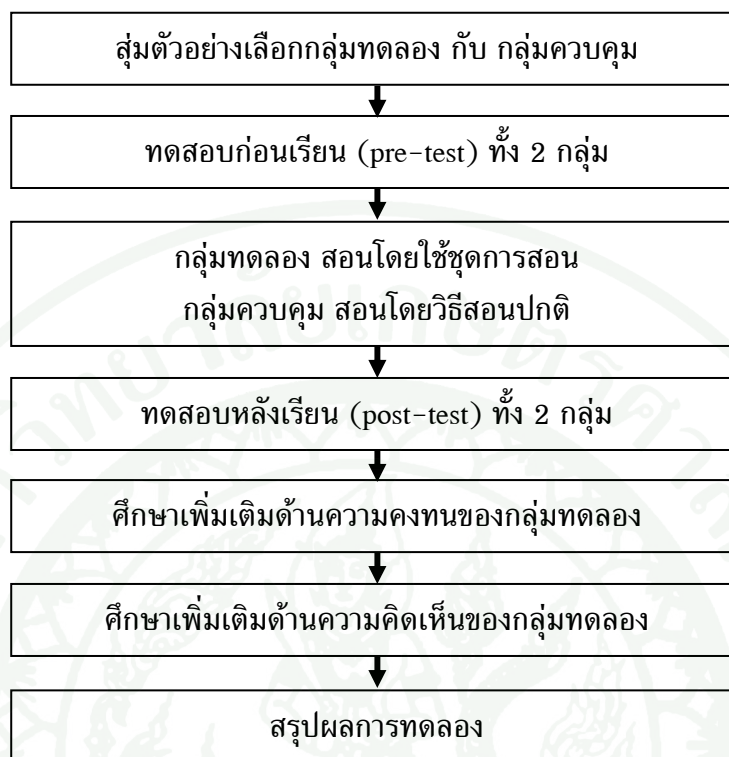 สุ่มตัวอย่างเลือกกลุ่มทดลอง กับ กลุ่มควบคุม
ทดสอบก่อนเรียน (pre-test) ทั้ง 2 กลุ่ม
กลุ่มทดลอง สอนโดยใช้ชุดการสอน
กลุ่มควบคุม สอนโดยวิธีสอนปกติ
ทดสอบหลังเรียน (post-test) ทั้ง 2 กลุ่ม
ศึกษาเพิ่มเติมด้านความคงทนของกลุ่มทดลอง
ศึกษาเพิ่มเติมด้านความคิดเห็นของกลุ่มทดลอง
สรุปผลการทดลอง